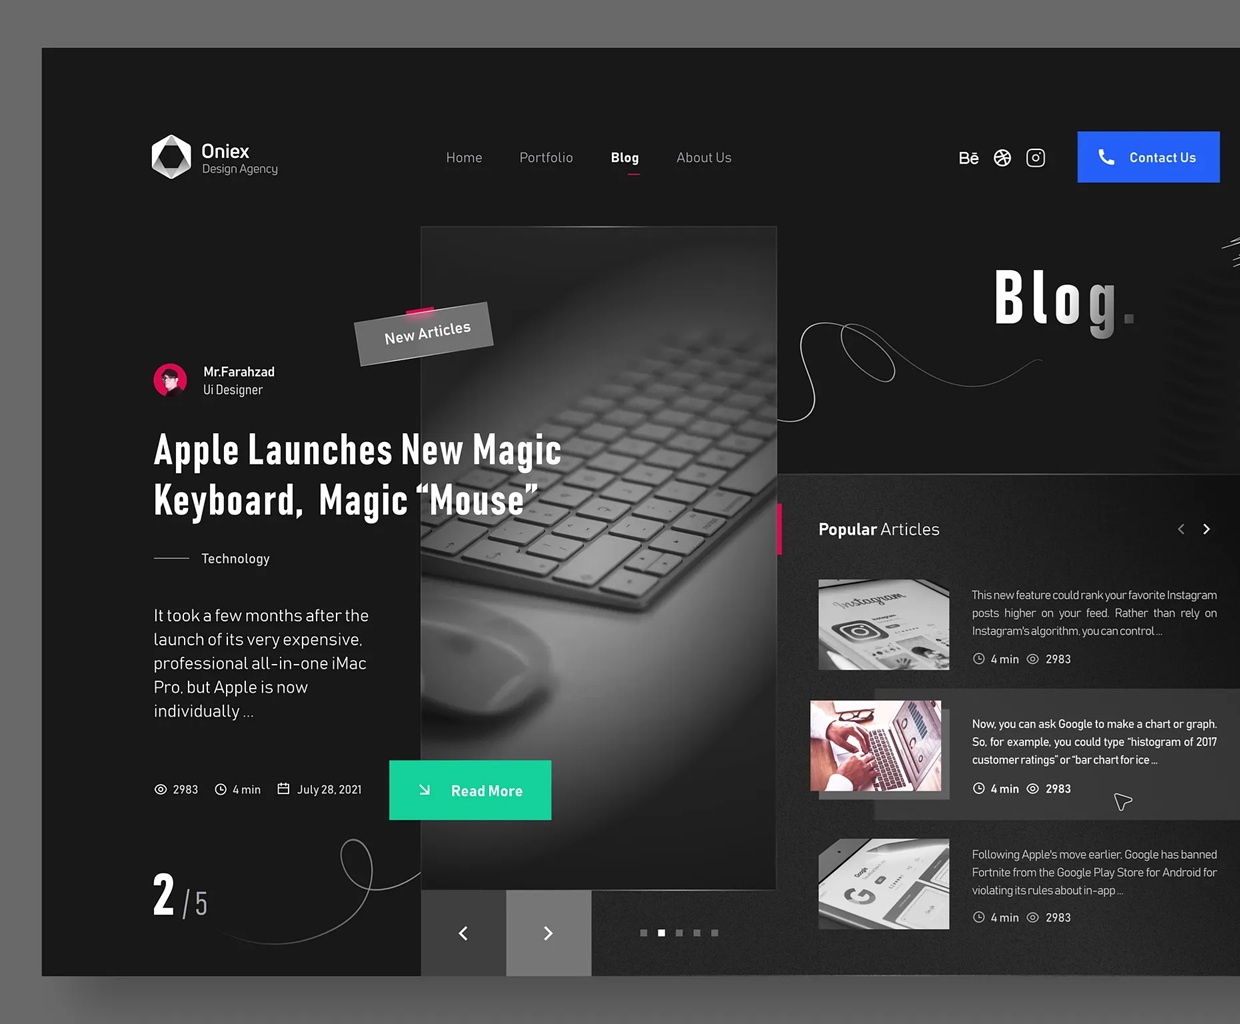 Oniex
Design Agency
Home
Portfolio
Blog
About Us
Bē
Contact Us
Blog.
New Articles
Mr.Farahzad
Ui Designer
Apple Launches New Magic
Keyboard, Magic “Mouse”
Technology
It took a few months after the
launch of its very expensive,
professional all-in-one iMac
Pro, but Apple is now
individually ...
2983
4 min
July 28, 2021
Read More
2 / 5
Popular Articles
Instagram
This new feature could rank your favorite Instagram
posts higher on your feed. Rather than rely on
Instagram's algorithm, you can control ...
4 min
2983
Now, you can ask Google to make a chart or graph.
So, for example, you could type “histogram of 2017
customer ratings” or “bar chart for ice ...
4 min
2983
Google
G
Following Apple's move earlier, Google has banned
Fortnite from the Google Play Store for Android for
violating its rules about in-app ...
4 min
2983